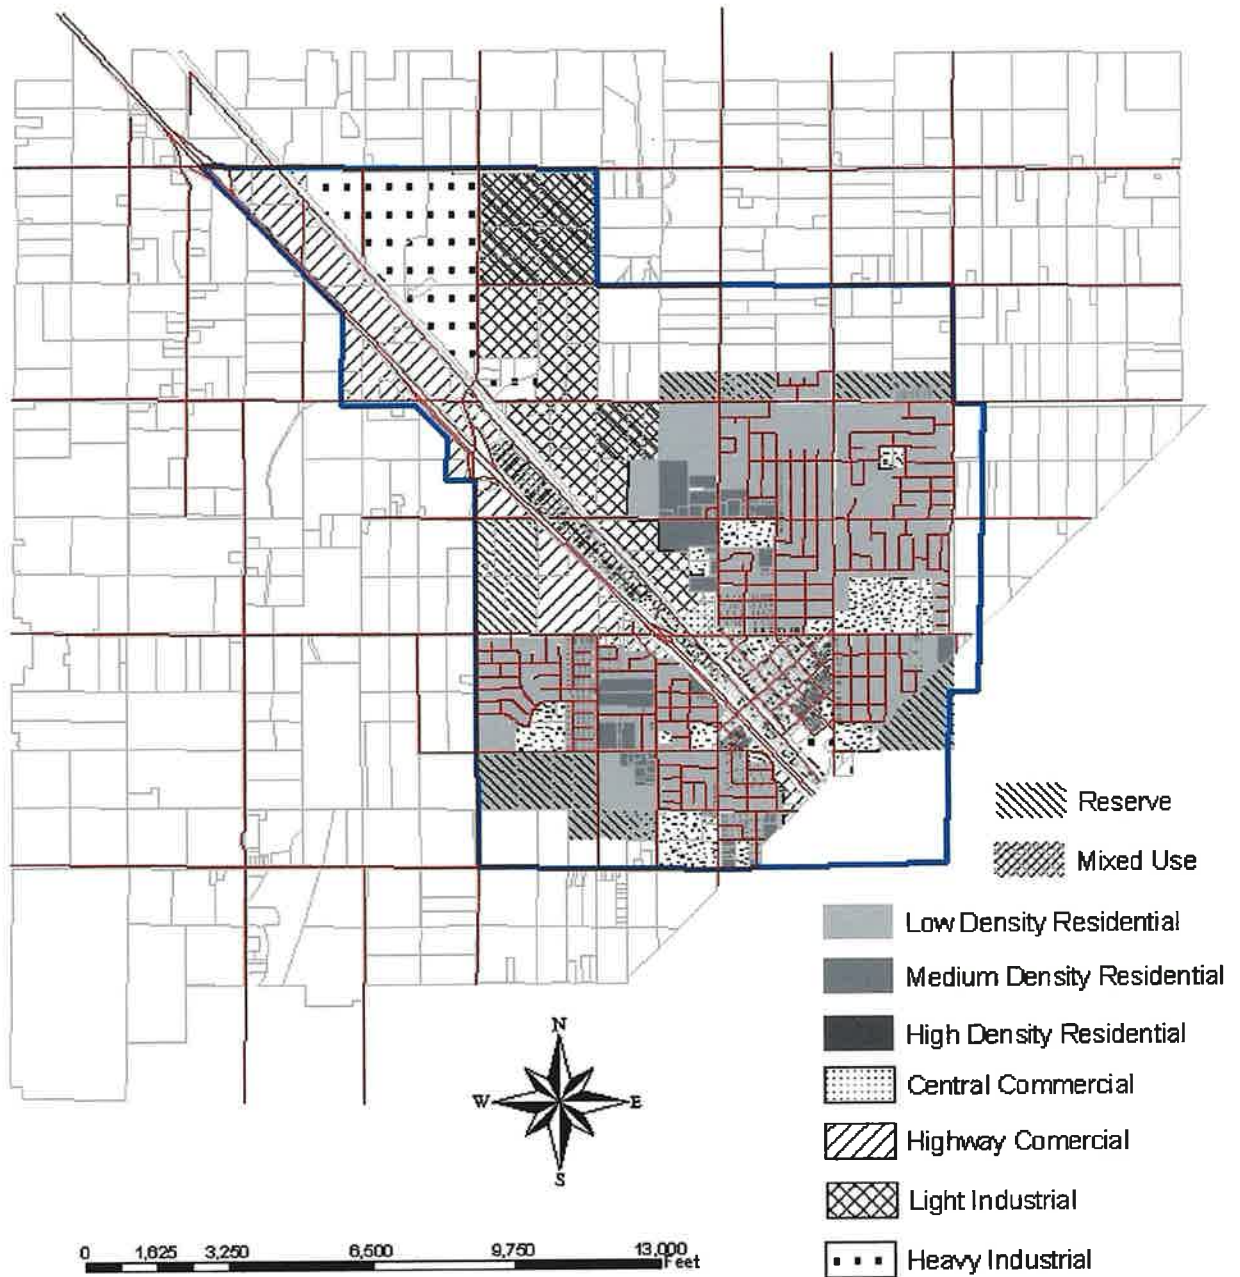 Reserve
Mixed Use
Low Density Residential
Medium Density Residential
High Density Residential
Central Commercial
Highway Comercial
Light Industrial
Heavy Industrial
N
W E
S
0 1,625 3,250 6,500 9,750 13,000
Feet